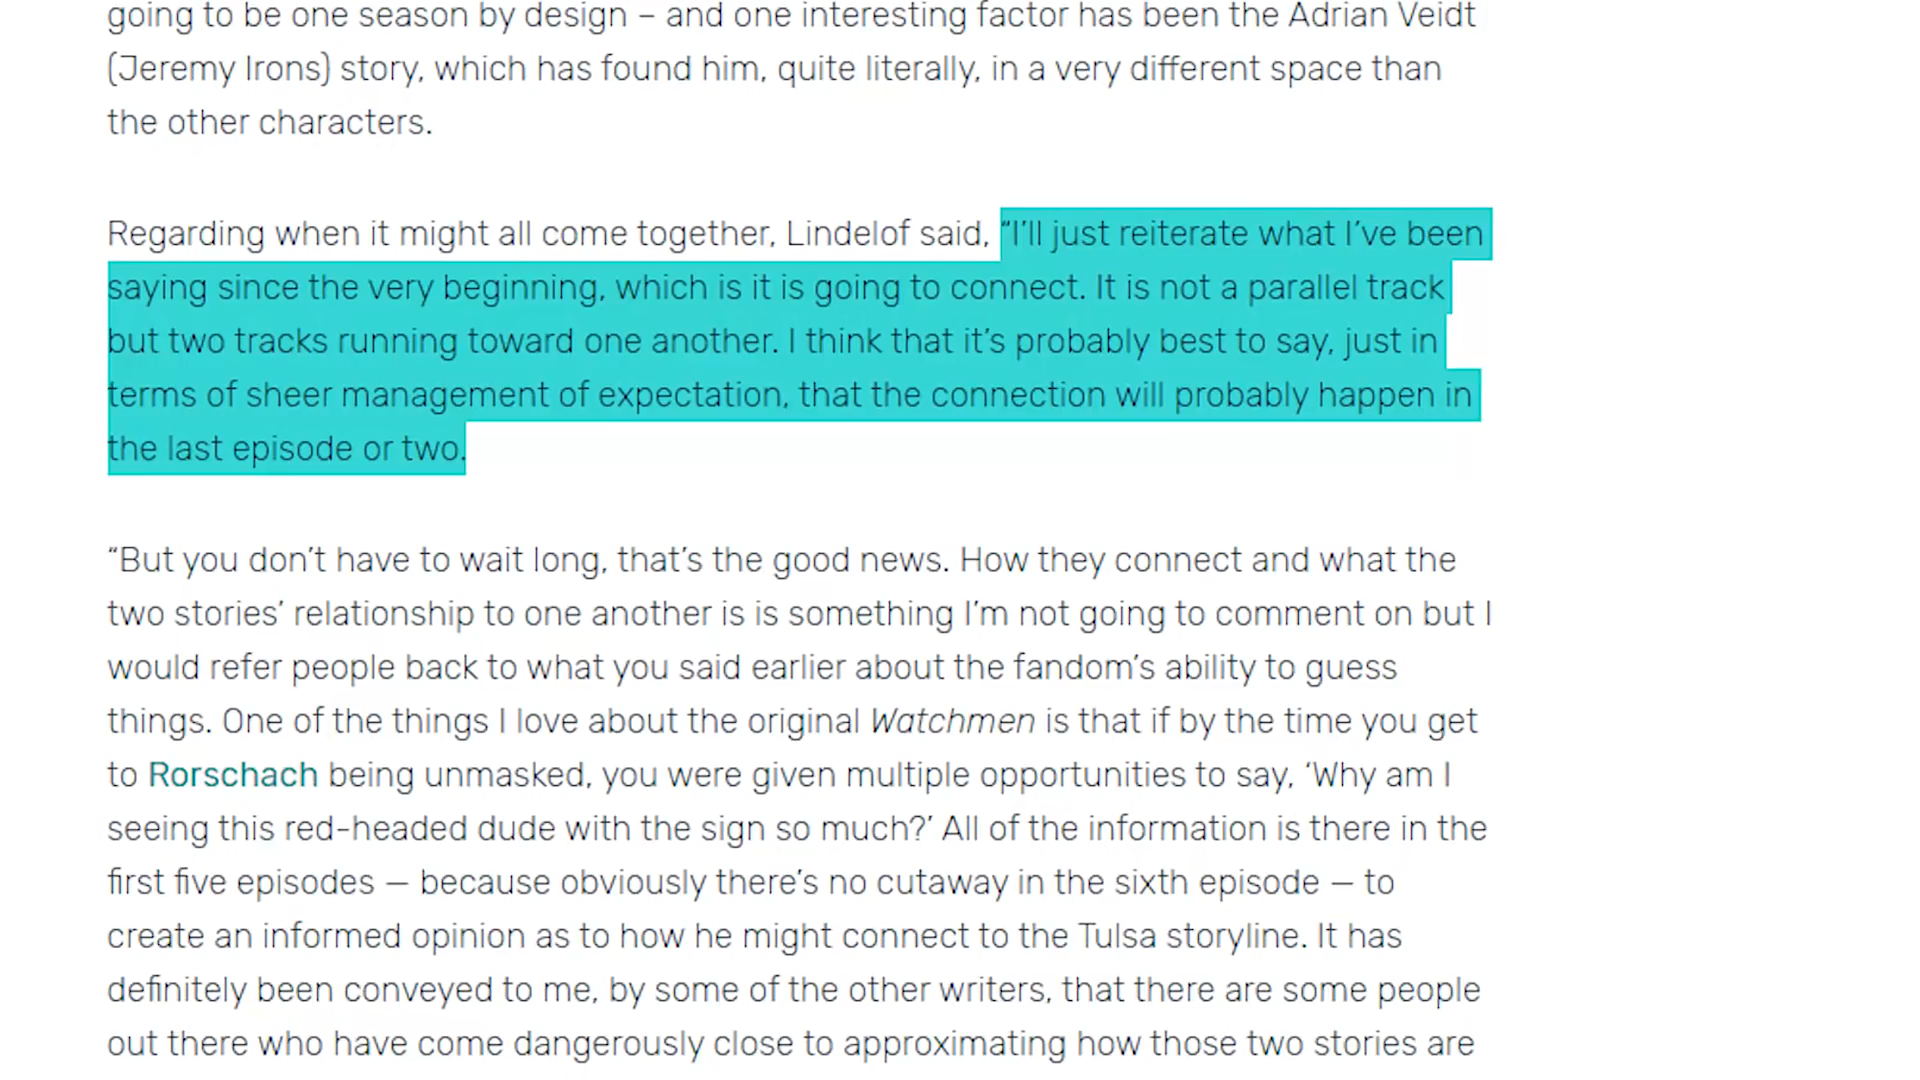 going to be one season by design – and one interesting factor has been the Adrian Veidt
(Jeremy Irons) story, which has found him, quite literally, in a very different space than
the other characters.
Regarding when it might all come together, Lindelof said, “I’ll just reiterate what I’ve been
saying since the very beginning, which is it is going to connect. It is not a parallel track
but two tracks running toward one another. I think that it’s probably best to say, just in
terms of sheer management of expectation, that the connection will probably happen in
the last episode or two.
“But you don’t have to wait long, that’s the good news. How they connect and what the
two stories’ relationship to one another is is something I’m not going to comment on but I
would refer people back to what you said earlier about the fandom’s ability to guess
things. One of the things I love about the original Watchmen is that if by the time you get
to Rorschach being unmasked, you were given multiple opportunities to say, ‘Why am I
seeing this red-headed dude with the sign so much?’ All of the information is there in the
first five episodes — because obviously there’s no cutaway in the sixth episode — to
create an informed opinion as to how he might connect to the Tulsa storyline. It has
definitely been conveyed to me, by some of the other writers, that there are some people
out there who have come dangerously close to approximating how those two stories are